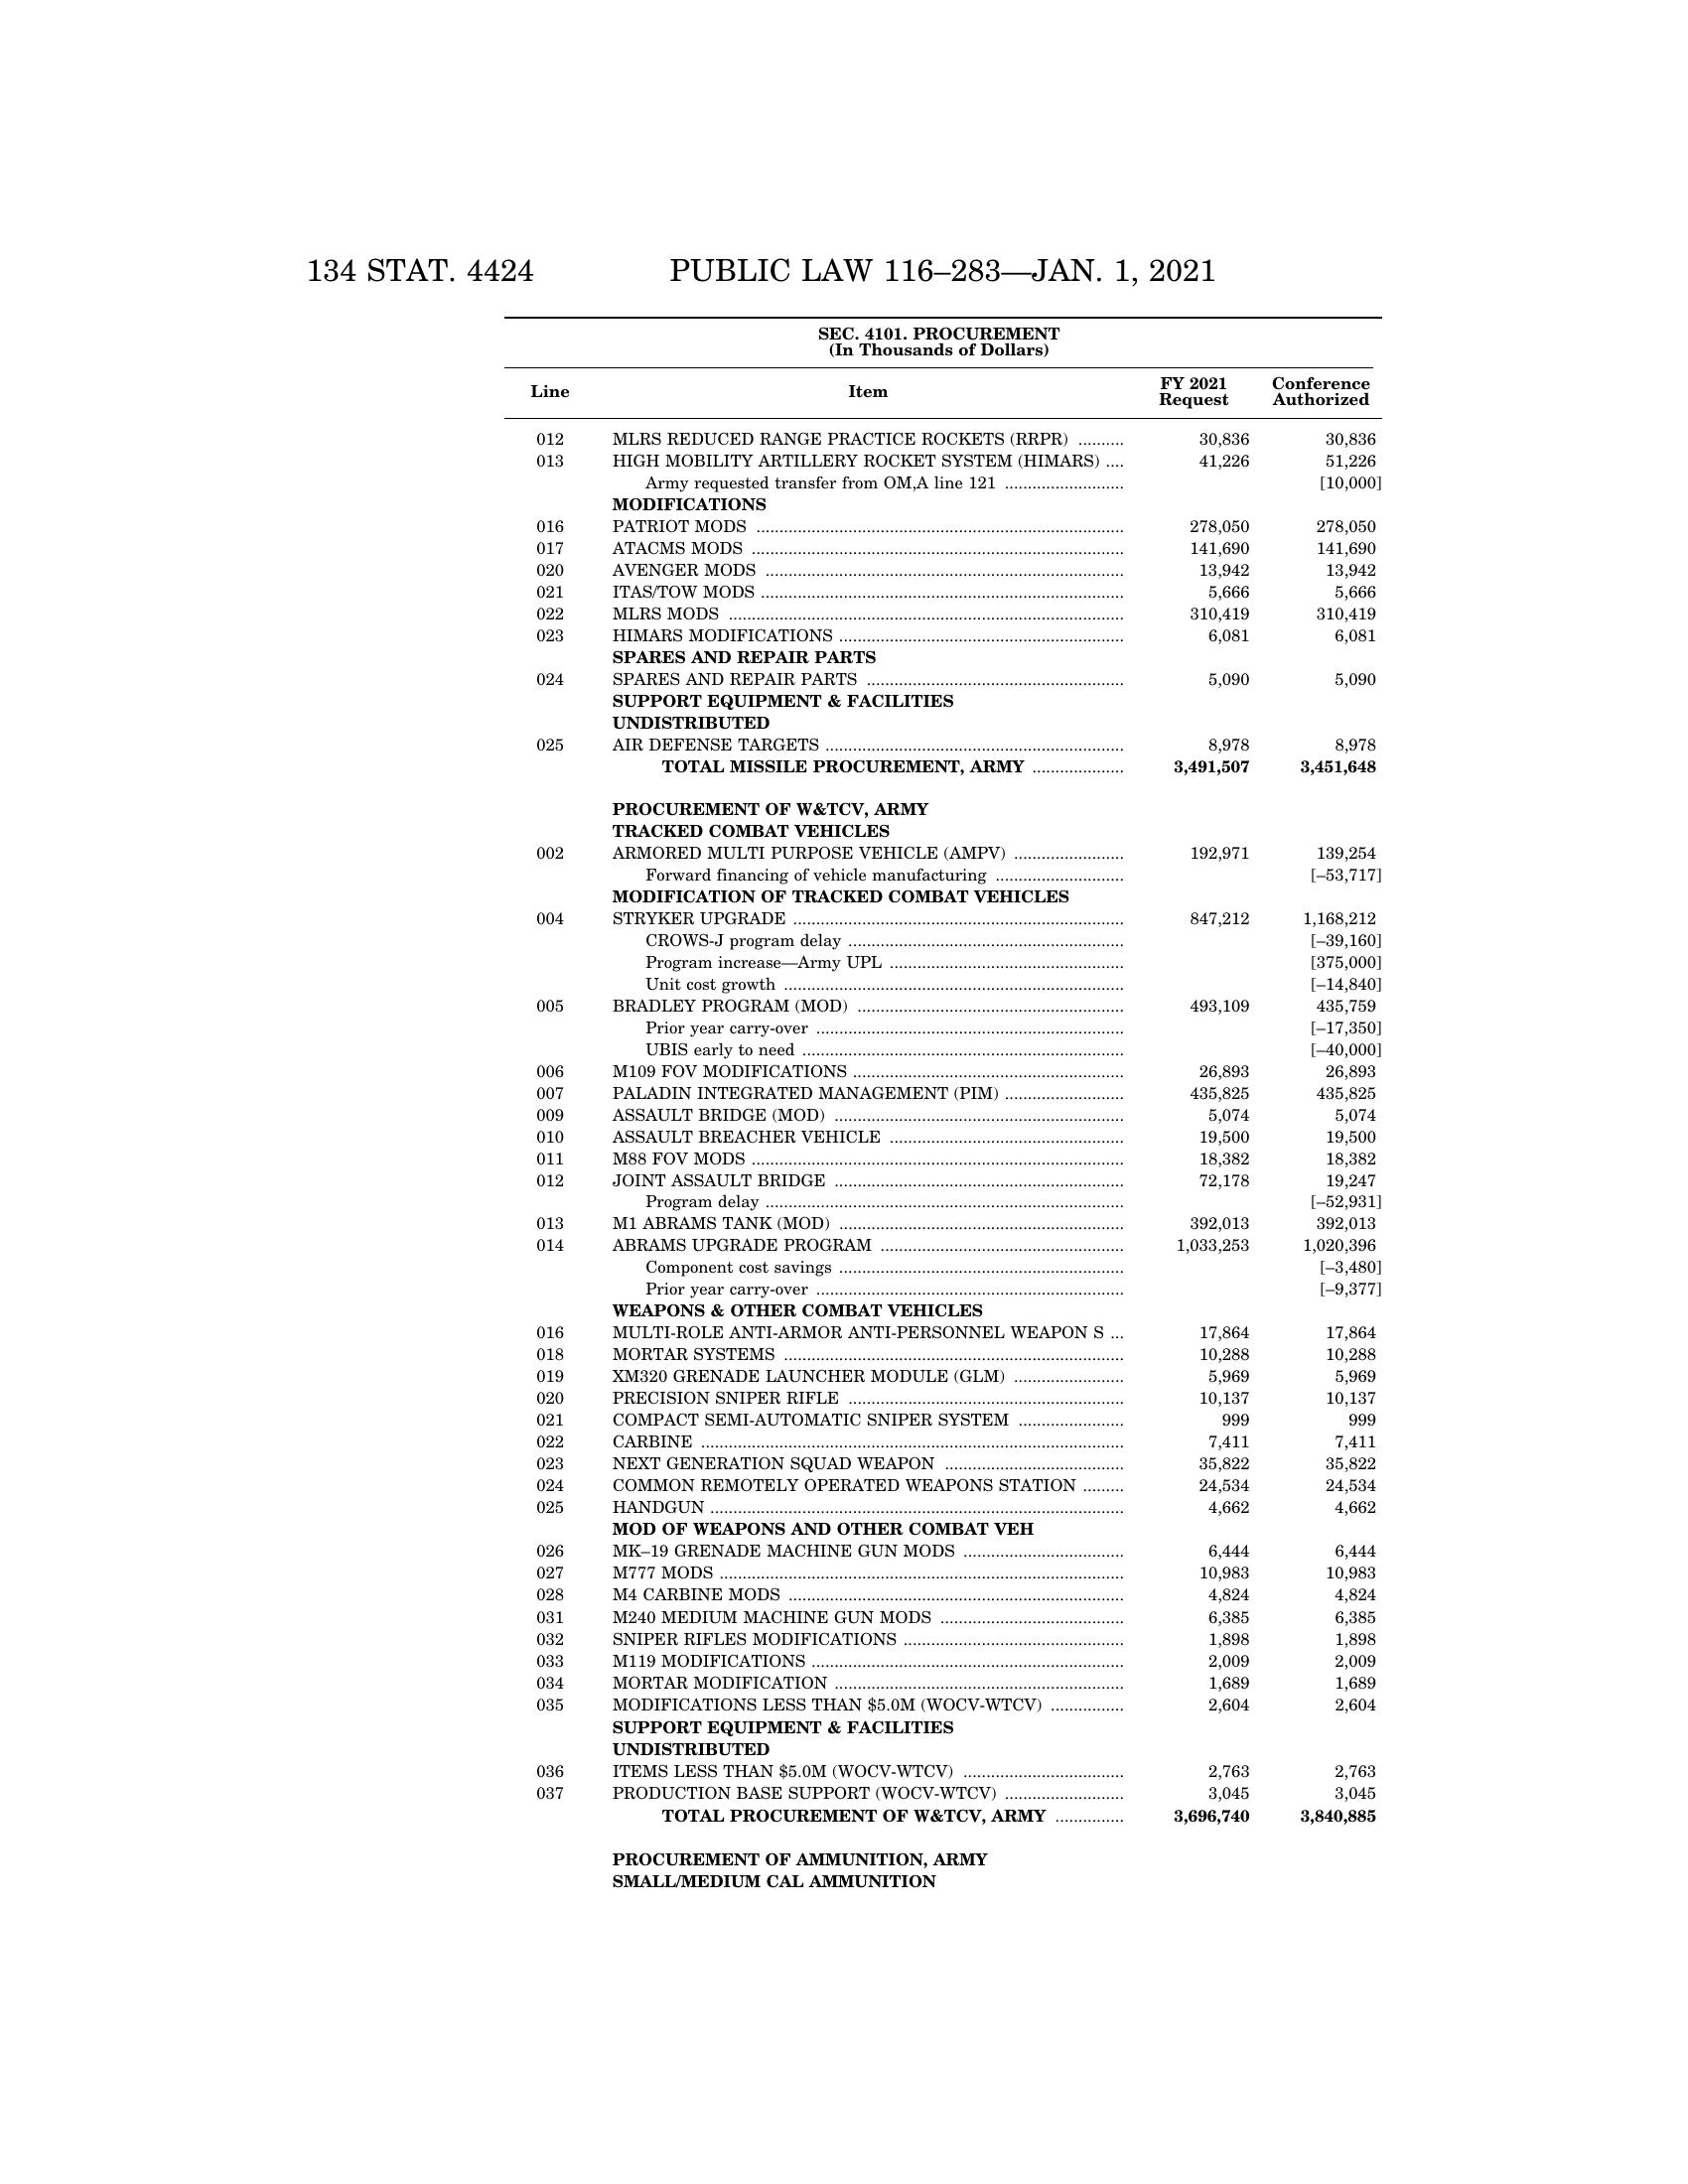 134 STAT. 4424 PUBLIC LAW 116–283—JAN. 1, 2021
SEC. 4101. PROCUREMENT
(In Thousands of Dollars)
Line Item FY 2021 Request Conference Authorized
012 MLRS REDUCED RANGE PRACTICE ROCKETS (RRPR) .......... 30,836 30,836
013 HIGH MOBILITY ARTILLERY ROCKET SYSTEM (HIMARS) .... 41,226 51,226
Army requested transfer from OM,A line 121 .......................... [10,000]
MODIFICATIONS
016 PATRIOT MODS ................................................................................ 278,050 278,050
017 ATACMS MODS ................................................................................. 141,690 141,690
020 AVENGER MODS .............................................................................. 13,942 13,942
021 ITAS/TOW MODS ............................................................................... 5,666 5,666
022 MLRS MODS ...................................................................................... 310,419 310,419
023 HIMARS MODIFICATIONS .............................................................. 6,081 6,081
SPARES AND REPAIR PARTS
024 SPARES AND REPAIR PARTS ........................................................ 5,090 5,090
SUPPORT EQUIPMENT & FACILITIES
UNDISTRIBUTED
025 AIR DEFENSE TARGETS ................................................................. 8,978 8,978
TOTAL MISSILE PROCUREMENT, ARMY .................... 3,491,507 3,451,648
PROCUREMENT OF W&TCV, ARMY
TRACKED COMBAT VEHICLES
002 ARMORED MULTI PURPOSE VEHICLE (AMPV) ........................ 192,971 139,254
Forward financing of vehicle manufacturing ............................ [–53,717]
MODIFICATION OF TRACKED COMBAT VEHICLES
004 STRYKER UPGRADE ........................................................................ 847,212 1,168,212
CROWS-J program delay ............................................................ [–39,160]
Program increase—Army UPL ................................................... [375,000]
Unit cost growth .......................................................................... [–14,840]
005 BRADLEY PROGRAM (MOD) .......................................................... 493,109 435,759
Prior year carry-over ................................................................... [–17,350]
UBIS early to need ...................................................................... [–40,000]
006 M109 FOV MODIFICATIONS ........................................................... 26,893 26,893
007 PALADIN INTEGRATED MANAGEMENT (PIM) .......................... 435,825 435,825
009 ASSAULT BRIDGE (MOD) ............................................................... 5,074 5,074
010 ASSAULT BREACHER VEHICLE ................................................... 19,500 19,500
011 M88 FOV MODS ................................................................................. 18,382 18,382
012 JOINT ASSAULT BRIDGE ............................................................... 72,178 19,247
Program delay .............................................................................. [–52,931]
013 M1 ABRAMS TANK (MOD) .............................................................. 392,013 392,013
014 ABRAMS UPGRADE PROGRAM ..................................................... 1,033,253 1,020,396
Component cost savings .............................................................. [–3,480]
Prior year carry-over ................................................................... [–9,377]
WEAPONS & OTHER COMBAT VEHICLES
016 MULTI-ROLE ANTI-ARMOR ANTI-PERSONNEL WEAPON S ... 17,864 17,864
018 MORTAR SYSTEMS .......................................................................... 10,288 10,288
019 XM320 GRENADE LAUNCHER MODULE (GLM) ........................ 5,969 5,969
020 PRECISION SNIPER RIFLE ............................................................ 10,137 10,137
021 COMPACT SEMI-AUTOMATIC SNIPER SYSTEM ....................... 999 999
022 CARBINE ............................................................................................ 7,411 7,411
023 NEXT GENERATION SQUAD WEAPON ....................................... 35,822 35,822
024 COMMON REMOTELY OPERATED WEAPONS STATION ......... 24,534 24,534
025 HANDGUN .......................................................................................... 4,662 4,662
MOD OF WEAPONS AND OTHER COMBAT VEH
026 MK–19 GRENADE MACHINE GUN MODS ................................... 6,444 6,444
027 M777 MODS ........................................................................................ 10,983 10,983
028 M4 CARBINE MODS ......................................................................... 4,824 4,824
031 M240 MEDIUM MACHINE GUN MODS ........................................ 6,385 6,385
032 SNIPER RIFLES MODIFICATIONS ................................................ 1,898 1,898
033 M119 MODIFICATIONS .................................................................... 2,009 2,009
034 MORTAR MODIFICATION ............................................................... 1,689 1,689
035 MODIFICATIONS LESS THAN $5.0M (WOCV-WTCV) ................ 2,604 2,604
SUPPORT EQUIPMENT & FACILITIES
UNDISTRIBUTED
036 ITEMS LESS THAN $5.0M (WOCV-WTCV) ................................... 2,763 2,763
037 PRODUCTION BASE SUPPORT (WOCV-WTCV) .......................... 3,045 3,045
TOTAL PROCUREMENT OF W&TCV, ARMY ............... 3,696,740 3,840,885
PROCUREMENT OF AMMUNITION, ARMY
SMALL/MEDIUM CAL AMMUNITION